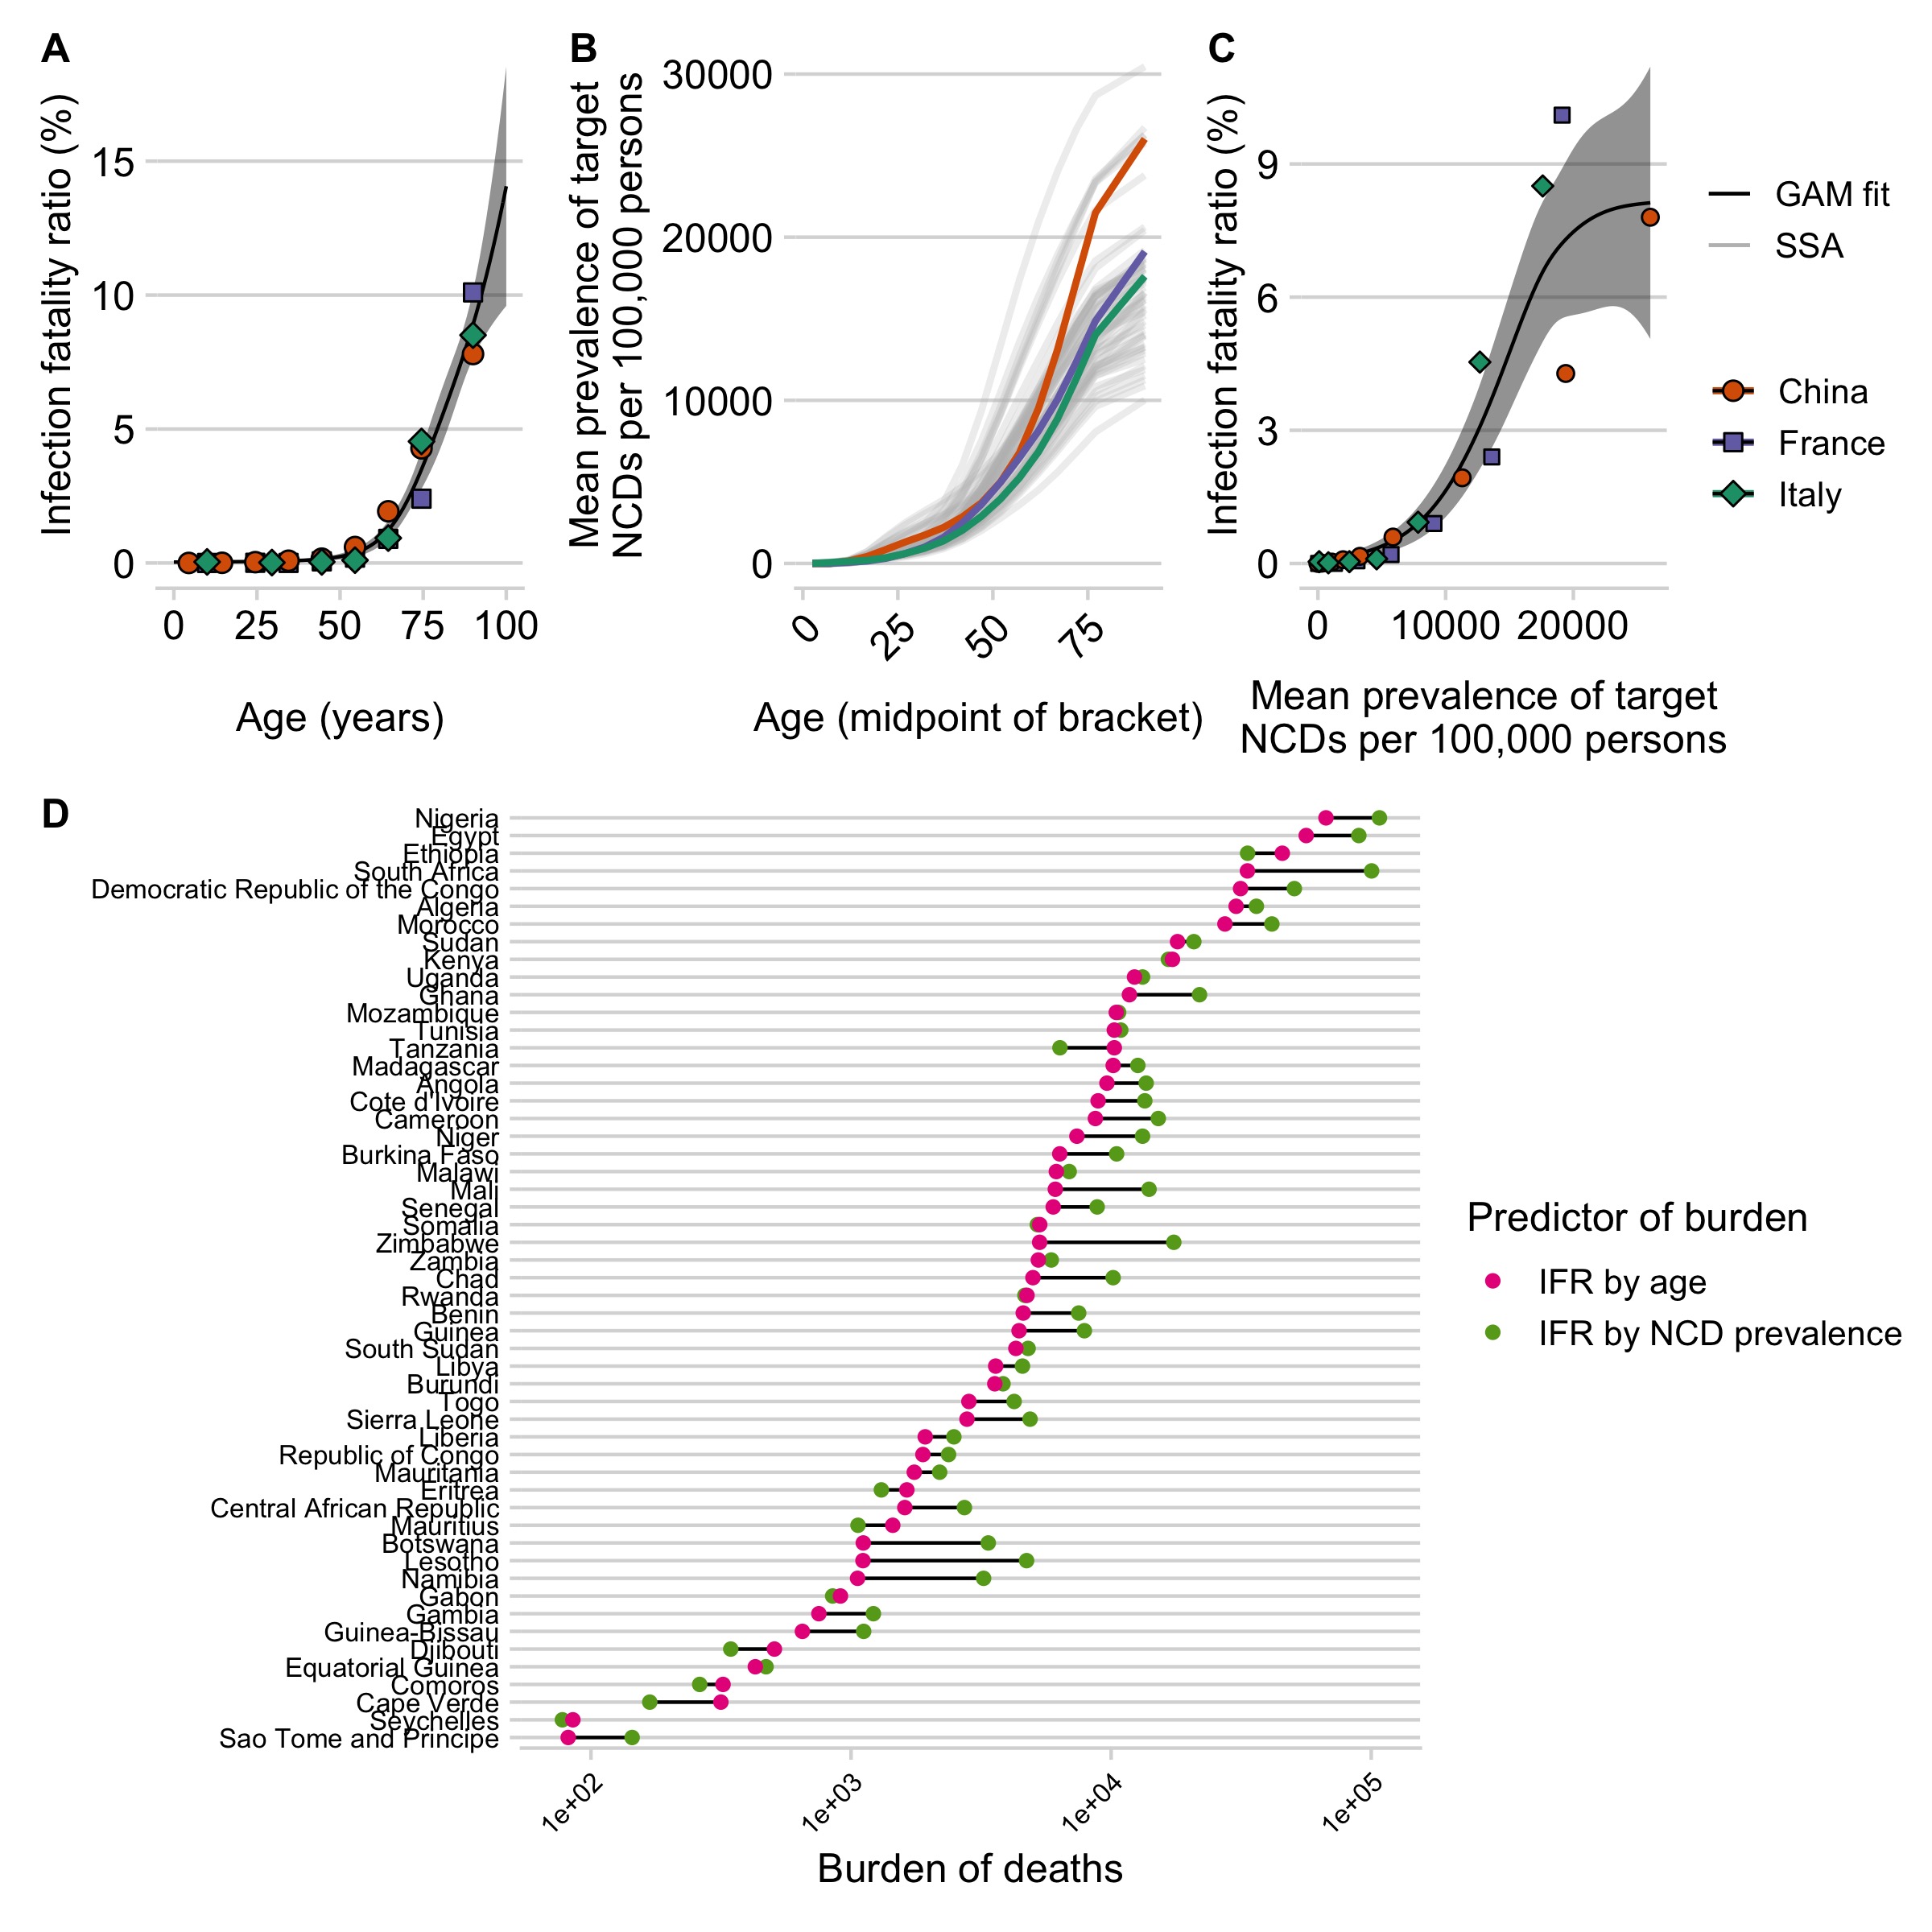 A
Infection fatality ratio (%)
15
10
5
0
0 25 50 75 100
Age (years)
B
Mean prevalence of target
NCDs per 100,000 persons
30000
20000
10000
0
0 25 50 75
Age (midpoint of bracket)
C
Infection fatality ratio (%)
9
6
3
0
0 10000 20000
Mean prevalence of target
NCDs per 100,000 persons
GAM fit
SSA
China
France
Italy
D
Nigeria
Egypt
Ethiopia
South Africa
Democratic Republic of the Congo
Algeria
Morocco
Sudan
Kenya
Uganda
Ghana
Mozambique
Tunisia
Tanzania
Madagascar
Angola
Cote d'Ivoire
Cameroon
Niger
Burkina Faso
Malawi
Mali
Senegal
Somalia
Zimbabwe
Zambia
Chad
Rwanda
Benin
Guinea
South Sudan
Libya
Burundi
Togo
Sierra Leone
Liberia
Republic of Congo
Mauritania
Eritrea
Central African Republic
Mauritius
Botswana
Lesotho
Namibia
Gabon
Gambia
Guinea-Bissau
Djibouti
Equatorial Guinea
Comoros
Cape Verde
Seychelles
Sao Tome and Principe
1e+02 1e+03 1e+04 1e+05
Burden of deaths
Predictor of burden
IFR by age
IFR by NCD prevalence